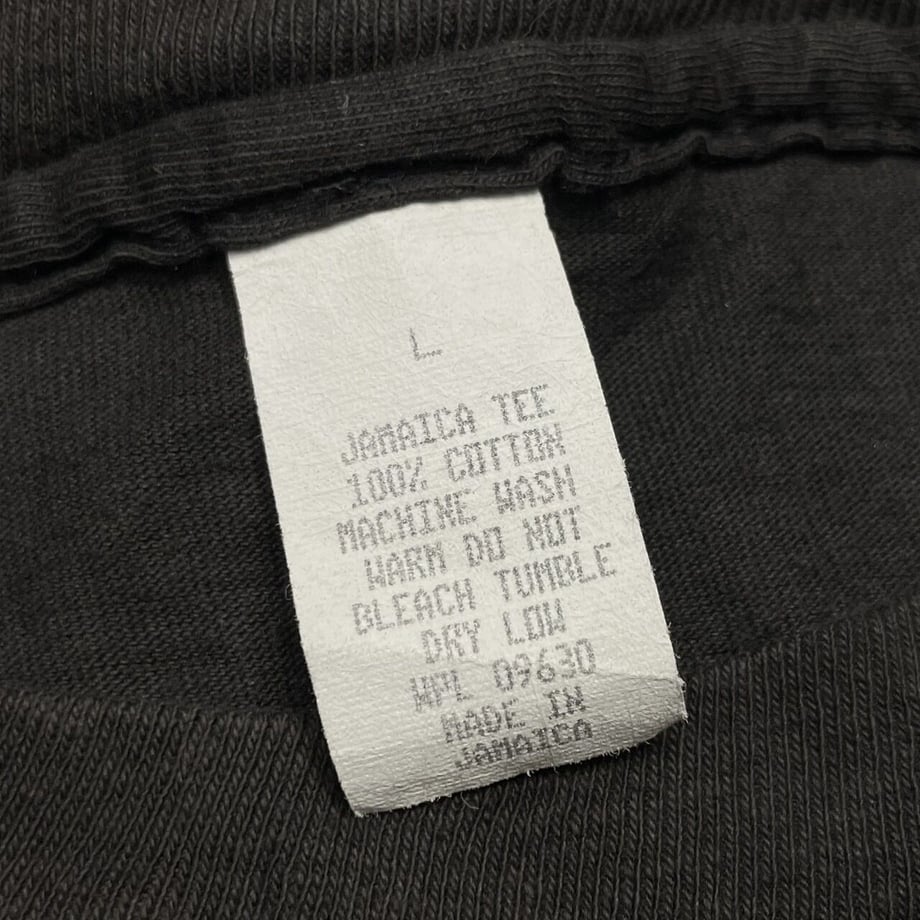 L
JAMAICA TEE
100% COTTON
MACHINE WASH
WARM DO NOT
BLEACH TUMBLE
DRY LOW
WPL 09630
MADE IN
JAMAICA